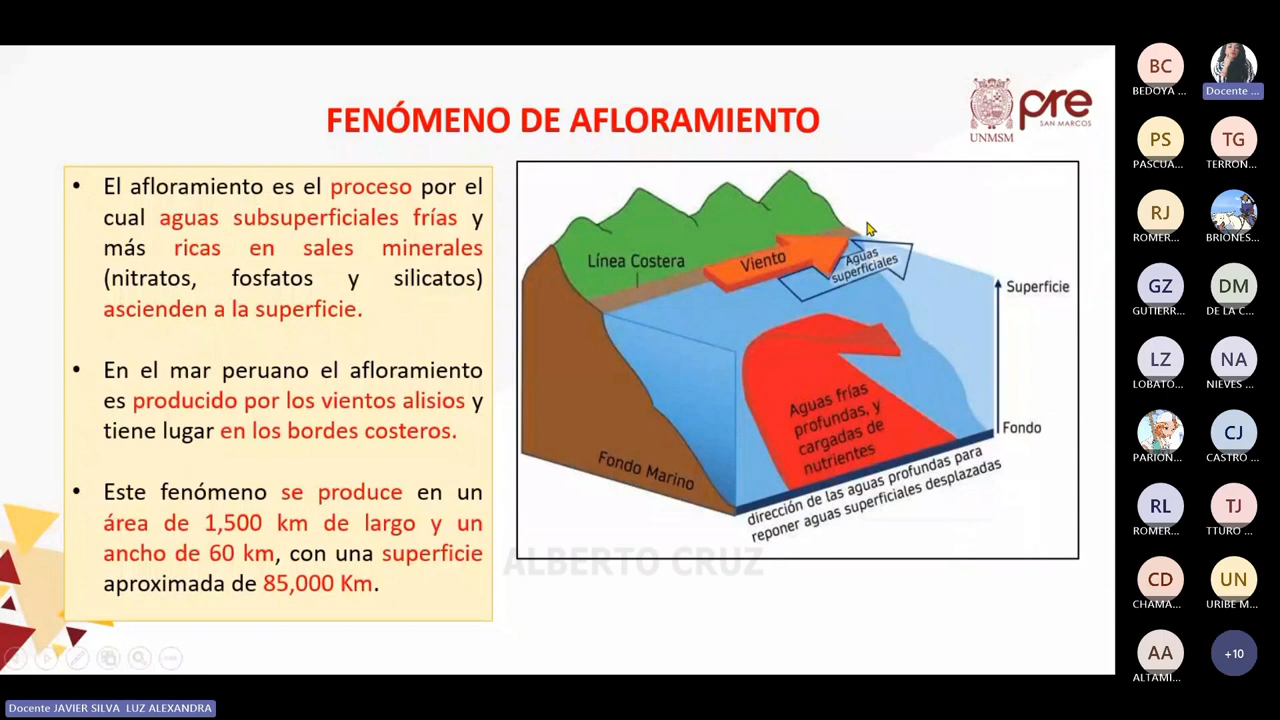 FENÓMENO DE AFLORAMIENTO
UNMSM
pre
SAN MARCOS
• El afloramiento es el proceso por el
cual aguas subsuperficiales frías y
más ricas en sales minerales
(nitratos, fosfatos y silicatos)
ascienden a la superficie.
• En el mar peruano el afloramiento
es producido por los vientos alisios y
tiene lugar en los bordes costeros.
• Este fenómeno se produce en un
área de 1,500 km de largo y un
ancho de 60 km, con una superficie
aproximada de 85,000 Km.
Línea Costera
Viento
Aguas
superficiales
Superficie
Aguas frías
profundas, y
cargadas de
nutrientes
Fondo
Fondo Marino
dirección de las aguas profundas para
reponer aguas superficiales desplazadas
ALBERTO CRUZ
BC
BEDOYA ...
Docente ...
PS
PASCUA...
TG
TERRON...
RJ
ROMER...
BRIONES...
GZ
GUTIERR...
DM
DE LA C...
LZ
LOBATO...
NA
NIEVES ...
PARION...
CJ
CASTRO ...
RL
ROMER...
TJ
TTURO ...
CD
CHAMA...
UN
URIBE M...
AA
ALTAMI...
+10
Docente JAVIER SILVA LUZ ALEXANDRA